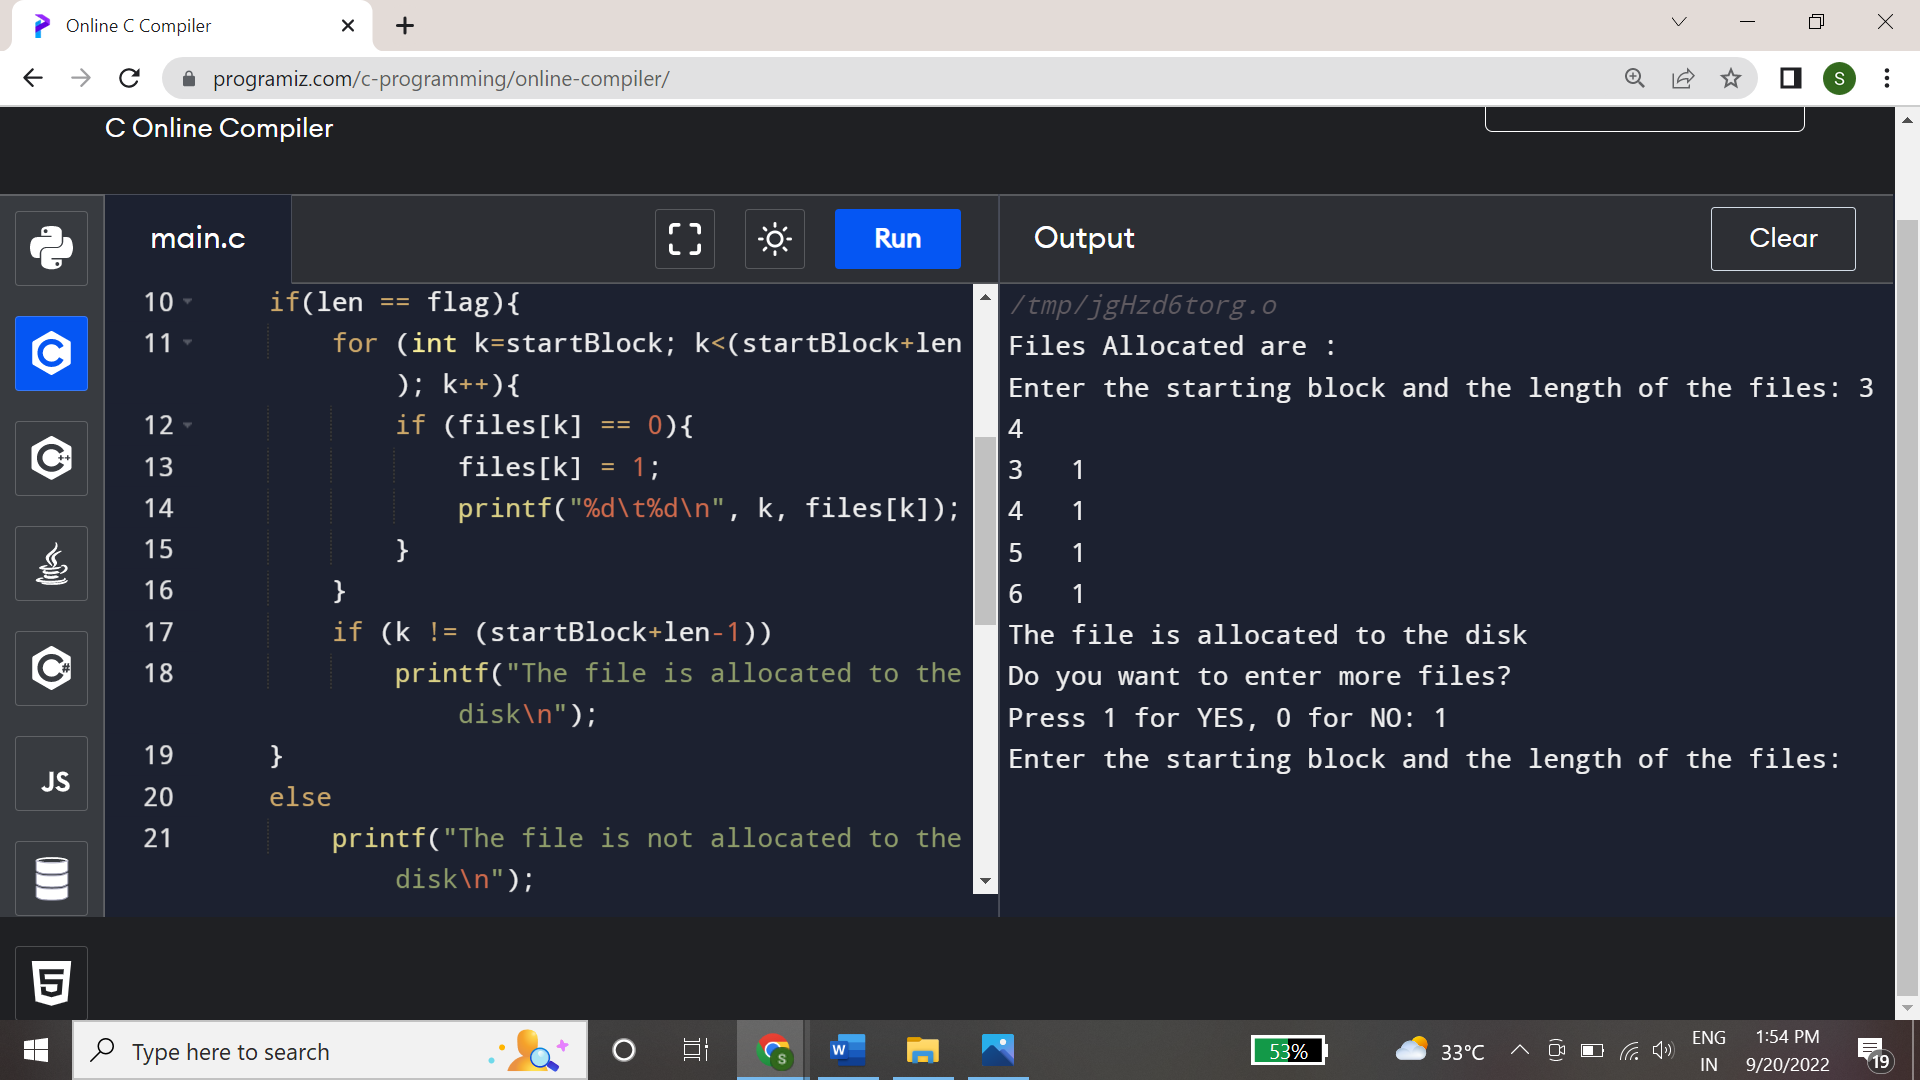 Online C Compiler
programiz.com/c-programming/online-compiler/
S
C Online Compiler
main.c
Run
Output
Clear
10 if(len == flag){
11 for (int k=startBlock; k<(startBlock+len
); k++){
12 if (files[k] == 0){
13 files[k] = 1;
14 printf("%d\t%d\n", k, files[k]);
15 }
16 }
17 if (k != (startBlock+len-1))
18 printf("The file is allocated to the
disk\n");
19 }
20 else
21 printf("The file is not allocated to the
disk\n");
/tmp/jgHzd6torg.o
Files Allocated are :
Enter the starting block and the length of the files: 3
4
3 1
4 1
5 1
6 1
The file is allocated to the disk
Do you want to enter more files?
Press 1 for YES, 0 for NO: 1
Enter the starting block and the length of the files:
C
C++
C#
JS
5
Type here to search
S
W
53%
33°C
ENG
IN
1:54 PM
9/20/2022
19